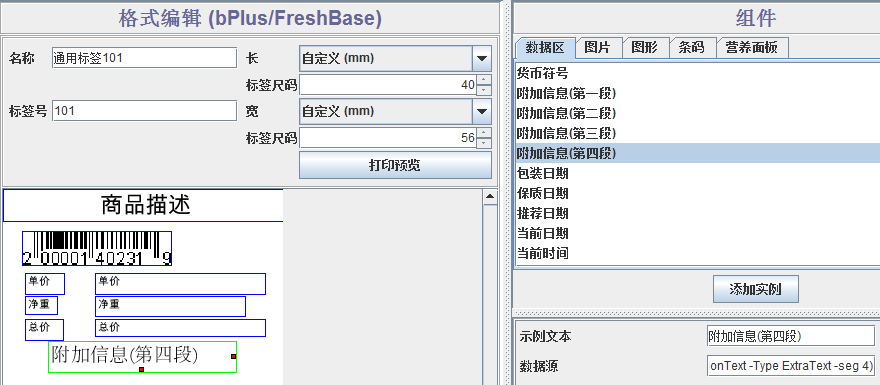 格式编辑 (bPlus/FreshBase)
名称
通用标签101
长
自定义 (mm)
标签尺码
40
标签号
101
宽
自定义 (mm)
标签尺码
56
打印预览
商品描述
2 00001 40231 9
单价
单价
净重
净重
总价
总价
附加信息(第四段)
组件
数据区
图片
图形
条码
营养面板
货币符号
附加信息(第一段)
附加信息(第二段)
附加信息(第三段)
附加信息(第四段)
包装日期
保质日期
推荐日期
当前日期
当前时间
添加实例
示例文本
附加信息(第四段)
数据源
onText -Type ExtraText -seg 4)